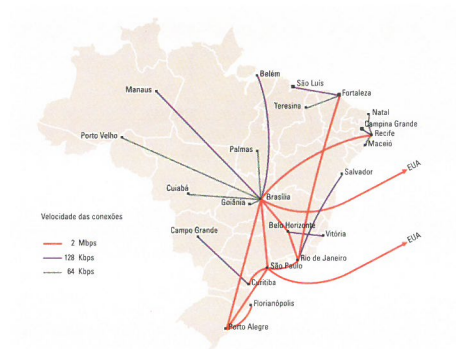 Belém
São Luís
Manaus
Fortaleza
Teresina
Natal
Campina Grande
Recife
Maceió
Porto Velho
Palmas
EUA
Salvador
Cuiabá
Goiânia
Brasília
Velocidade das conexões
Campo Grande
Belo Horizonte
Vitória
EUA
2 Mbps
128 Kbps
64 Kbps
São Paulo
Rio de Janeiro
Curitiba
Florianópolis
Porto Alegre